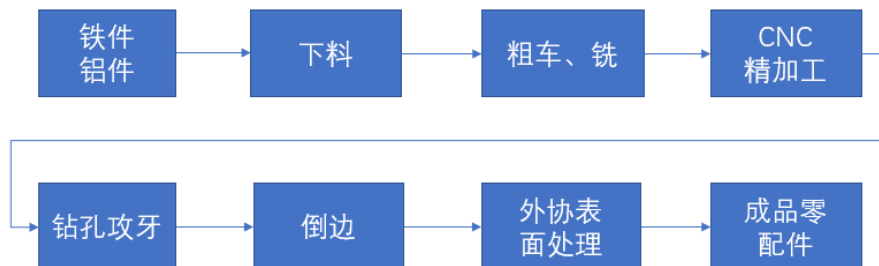 铁件
铝件
下料
粗车、铣
CNC
精加工
钻孔攻牙
倒边
外协表
面处理
成品零
配件